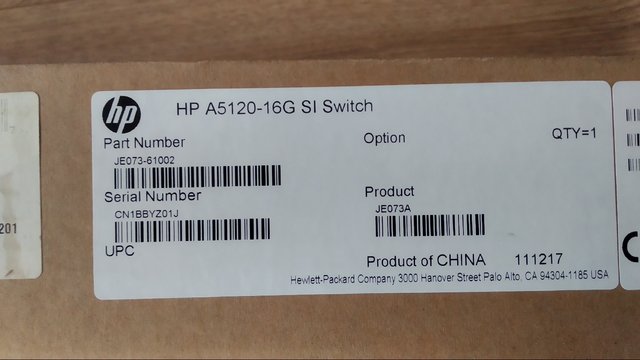 hp
HP A5120-16G SI Switch
Part Number
Option
QTY=1
JE073-61002
Serial Number
Product
CN1BBYZ01J
JE073A
UPC
Product of CHINA 111217
Hewlett-Packard Company 3000 Hanover Street Palo Alto, CA 94304-1185 USA
201